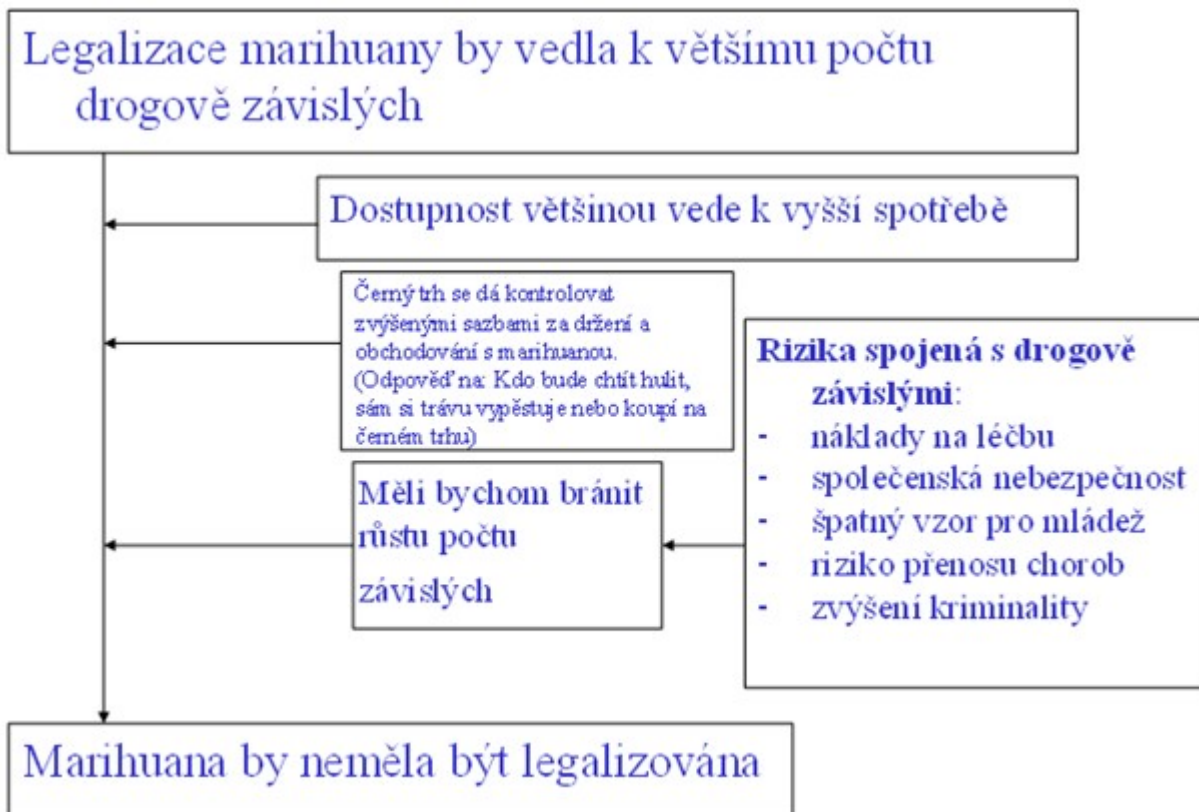 Legalizace marihuany by vedla k většímu počtu
drogově závislých
Dostupnost většinou vede k vyšší spotřebě
Černý trh se dá kontrolovat
zvýšenými sazbami za držení a
obchodování s marihuanou.
(Odpověď na: Kdo bude chtít hulit,
sám si trávu vypěstuje nebo koupí na
černém trhu)
Rizika spojená s drogově
závislými:
- náklady na léčbu
- společenská nebezpečnost
- špatný vzor pro mládež
- riziko přenosu chorob
- zvýšení kriminality
Měli bychom bránit
růstu počtu
závislých
Marihuana by neměla být legalizována